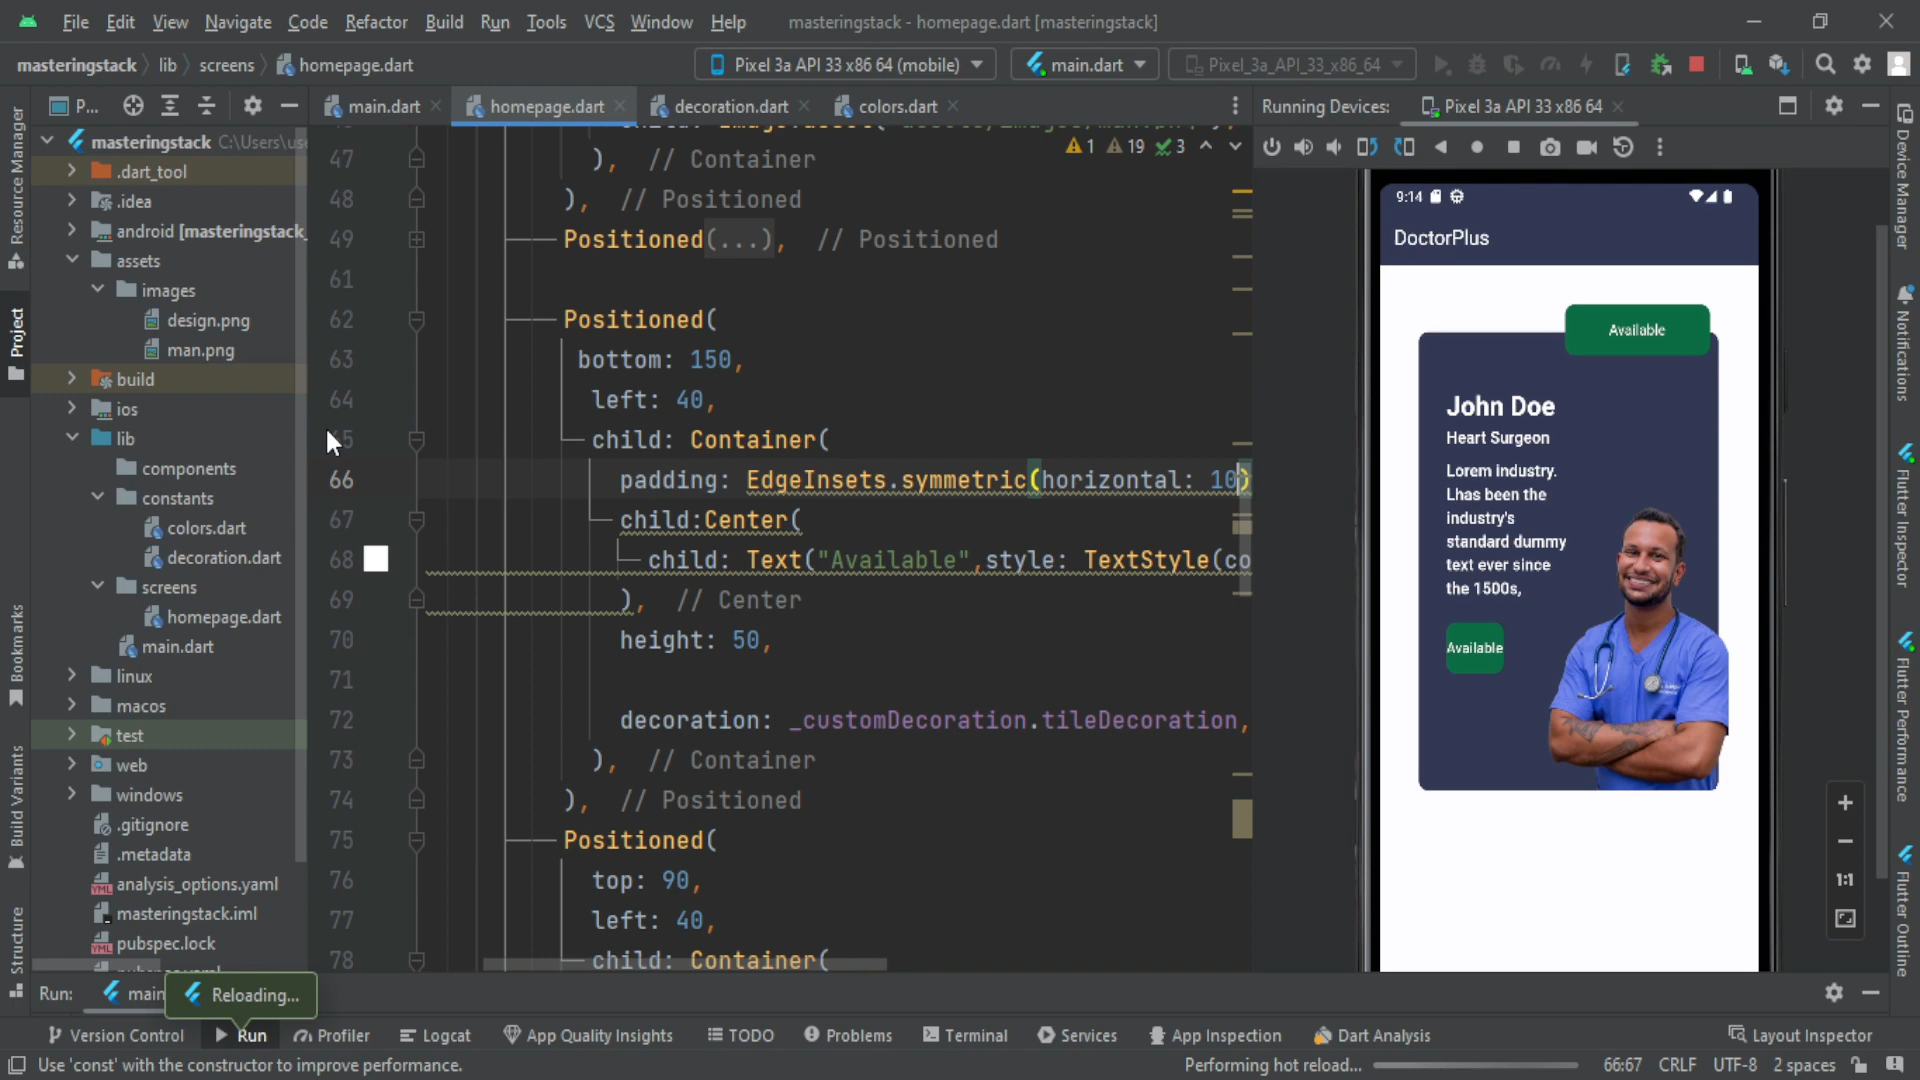 File Edit View Navigate Code Refactor Build Run Tools VCS Window Help masteringstack - homepage.dart [masteringstack]
masteringstack lib screens homepage.dart Pixel 3a API 33 x86 64 (mobile) main.dart Pixel_3a_API_33_x86_64
P... main.dart homepage.dart decoration.dart colors.dart Running Devices: Pixel 3a API 33 x86 64
1 19 3
masteringstack C:\Users\use
.dart_tool
.idea
android [masteringstack_
assets
images
design.png
man.png
build
ios
lib
components
constants
colors.dart
decoration.dart
screens
homepage.dart
main.dart
linux
macos
test
web
windows
.gitignore
.metadata
analysis_options.yaml
masteringstack.iml
pubspec.lock
Resource Manager
Project
Bookmarks
Build Variants
Structure
47 ), // Container
48 ), // Positioned
49 Positioned(...), // Positioned
61
62 Positioned(
63 bottom: 150,
64 left: 40,
65 child: Container(
66 padding: EdgeInsets.symmetric(horizontal: 10)
67 child:Center(
68 child: Text("Available",style: TextStyle(co
69 ), // Center
70 height: 50,
71
72 decoration: _customDecoration.tileDecoration,
73 ), // Container
74 ), // Positioned
75 Positioned(
76 top: 90,
77 left: 40,
78 child: Container(
9:14
DoctorPlus
Available
John Doe
Heart Surgeon
Lorem industry.
Lhas been the
industry's
standard dummy
text ever since
the 1500s,
Available
1:1
Device Manager
Notifications
Flutter Inspector
Flutter Performance
Flutter Outline
Run: main
Reloading...
Version Control Run Profiler Logcat App Quality Insights TODO Problems Terminal Services App Inspection Dart Analysis Layout Inspector
Use 'const' with the constructor to improve performance. Performing hot reload... 66:67 CRLF UTF-8 2 spaces